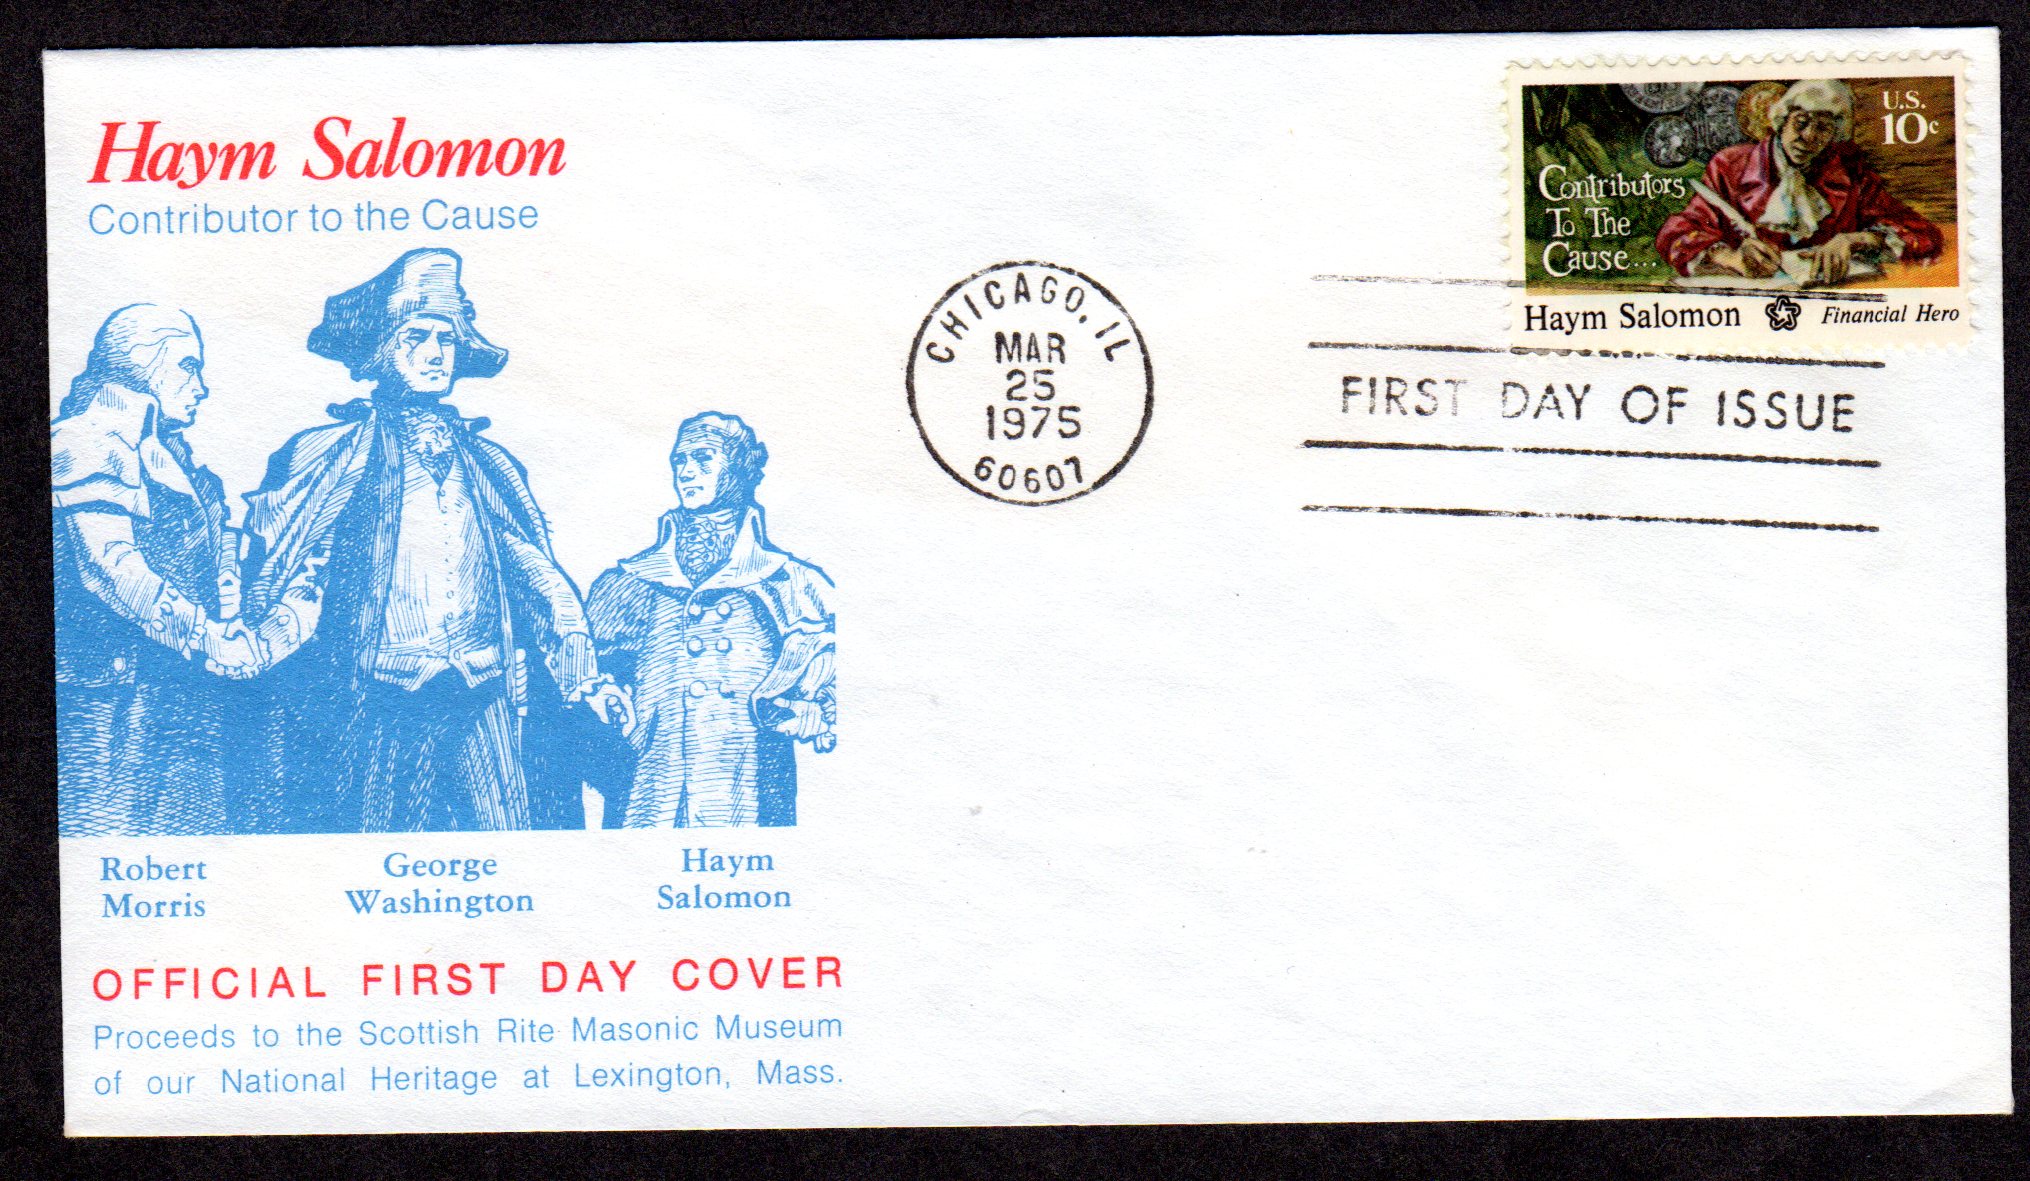 Haym Salomon
Contributor to the Cause
U.S.
10c
Contributors
To The
Cause...
Haym Salomon Financial Hero
CHICAGO, IL
MAR
25
1975
60607
FIRST DAY OF ISSUE
Robert
Morris
George
Washington
Haym
Salomon
OFFICIAL FIRST DAY COVER
Proceeds to the Scottish Rite Masonic Museum
of our National Heritage at Lexington, Mass.